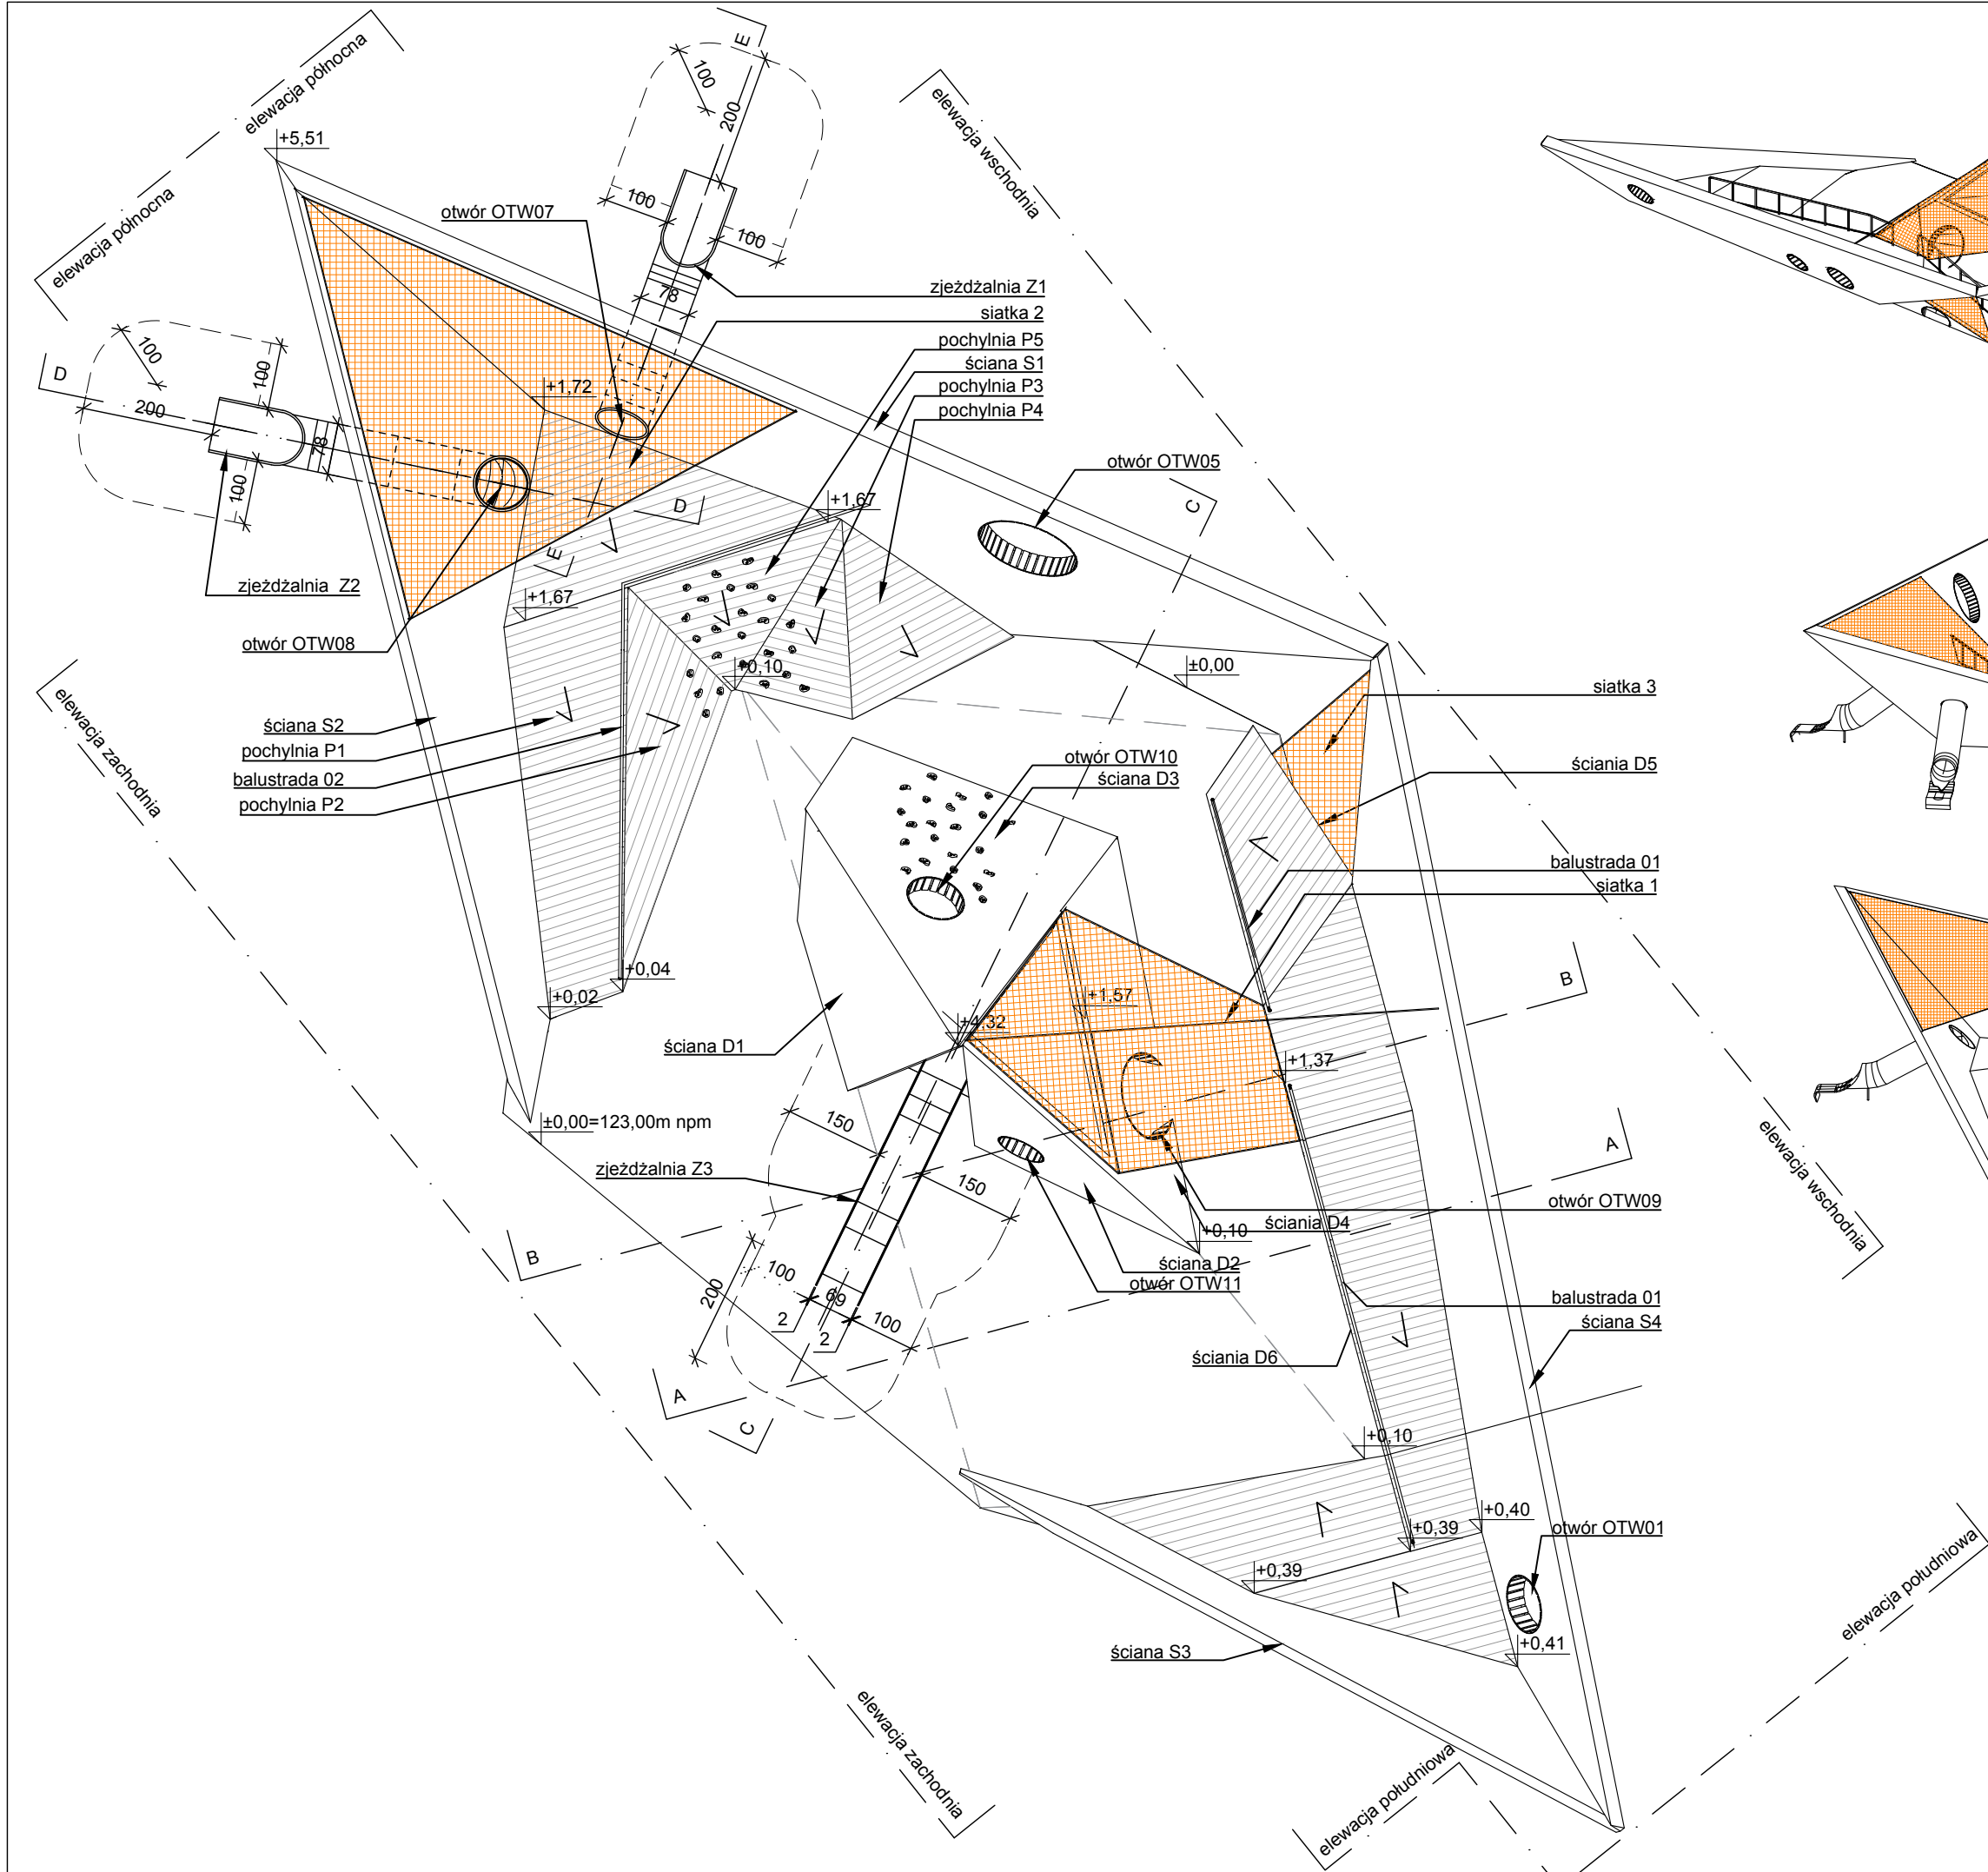 elewacja północna
elewacja północna
+5,51
E
100
200
100
100
78
elewacja wschodnia
otwór OTW07
zjeżdżalnia Z1
siatka 2
pochylnia P5
ściana S1
pochylnia P3
pochylnia P4
D
100
100
200
78
100
+1,72
otwór OTW05
+1,67
C
D
E
zjeżdżalnia  Z2
+1,67
otwór OTW08
+0,10
±0,00
siatka 3
elewacja zachodnia
ściana S2
pochylnia P1
balustrada 02
pochylnia P2
otwór OTW10
ściana D3
ściania D5
balustrada 01
siatka 1
+0,04
+0,02
+1,57
B
+4,32
ściana D1
+1,37
±0,00=123,00m npm
150
A
elewacja wschodnia
zjeżdżalnia Z3
150
otwór OTW09
ściania D4
+0,10
B
ściana D2
otwór OTW11
100
200
69
100
2
2
balustrada 01
ściana S4
ściania D6
A
C
+0,10
+0,40
+0,39
otwór OTW01
+0,39
elewacja południowa
+0,41
ściana S3
elewacja zachodnia
elewacja południowa